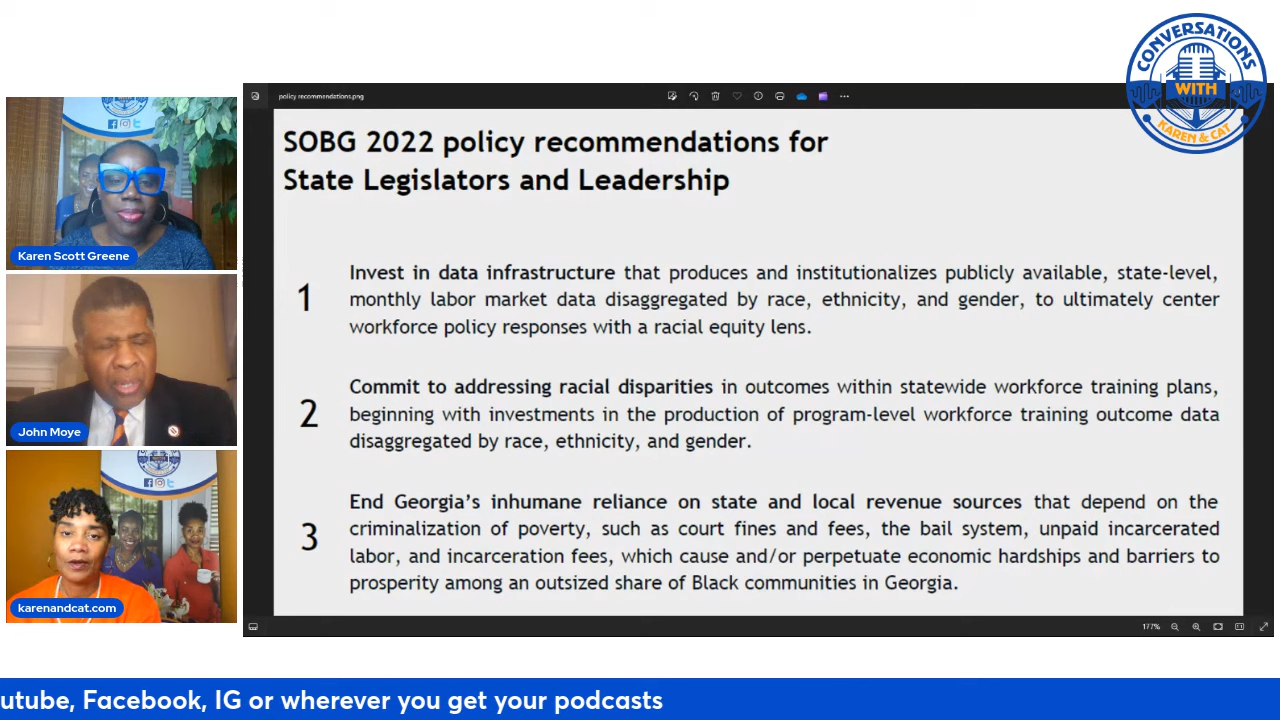 CONVERSATIONS
WITH
KAREN & CAT
policy recommendations.png
SOBG 2022 policy recommendations for
State Legislators and Leadership
1
Invest in data infrastructure that produces and institutionalizes publicly available, state-level,
monthly labor market data disaggregated by race, ethnicity, and gender, to ultimately center
workforce policy responses with a racial equity lens.
2
Commit to addressing racial disparities in outcomes within statewide workforce training plans,
beginning with investments in the production of program-level workforce training outcome data
disaggregated by race, ethnicity, and gender.
3
End Georgia’s inhumane reliance on state and local revenue sources that depend on the
criminalization of poverty, such as court fines and fees, the bail system, unpaid incarcerated
labor, and incarceration fees, which cause and/or perpetuate economic hardships and barriers to
prosperity among an outsized share of Black communities in Georgia.
177%
Karen Scott Greene
John Moye
karenandcat.com
utube, Facebook, IG or wherever you get your podcasts